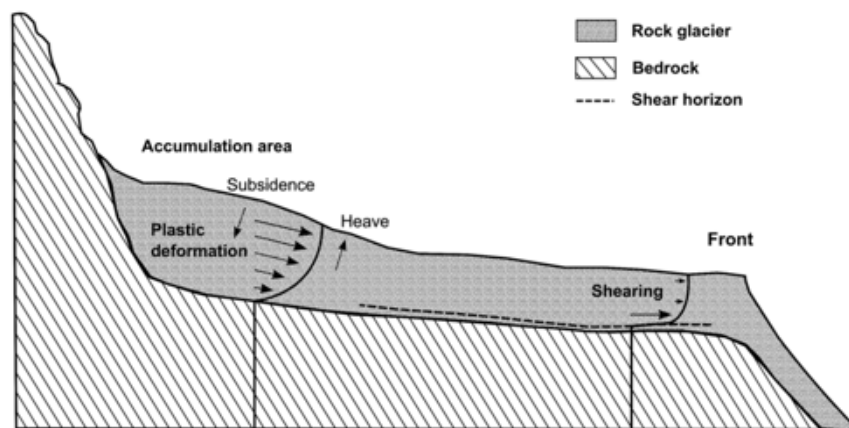 Rock glacier
Bedrock
Shear horizon
Accumulation area
Subsidence
Heave
Plastic
deformation
Front
Shearing